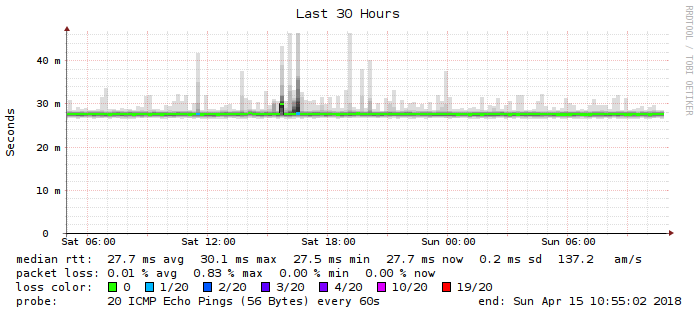 Last 30 Hours
RRDTOOL / TOBI OETIKER
Seconds
40 m
30 m
20 m
10 m
0
Sat 06:00 Sat 12:00 Sat 18:00 Sun 00:00 Sun 06:00
median rtt: 27.7 ms avg 30.1 ms max 27.5 ms min 27.7 ms now 0.2 ms sd 137.2 am/s
packet loss: 0.01 % avg 0.83 % max 0.00 % min 0.00 % now
loss color: 0 1/20 2/20 3/20 4/20 10/20 19/20
probe: 20 ICMP Echo Pings (56 Bytes) every 60s end: Sun Apr 15 10:55:02 2018